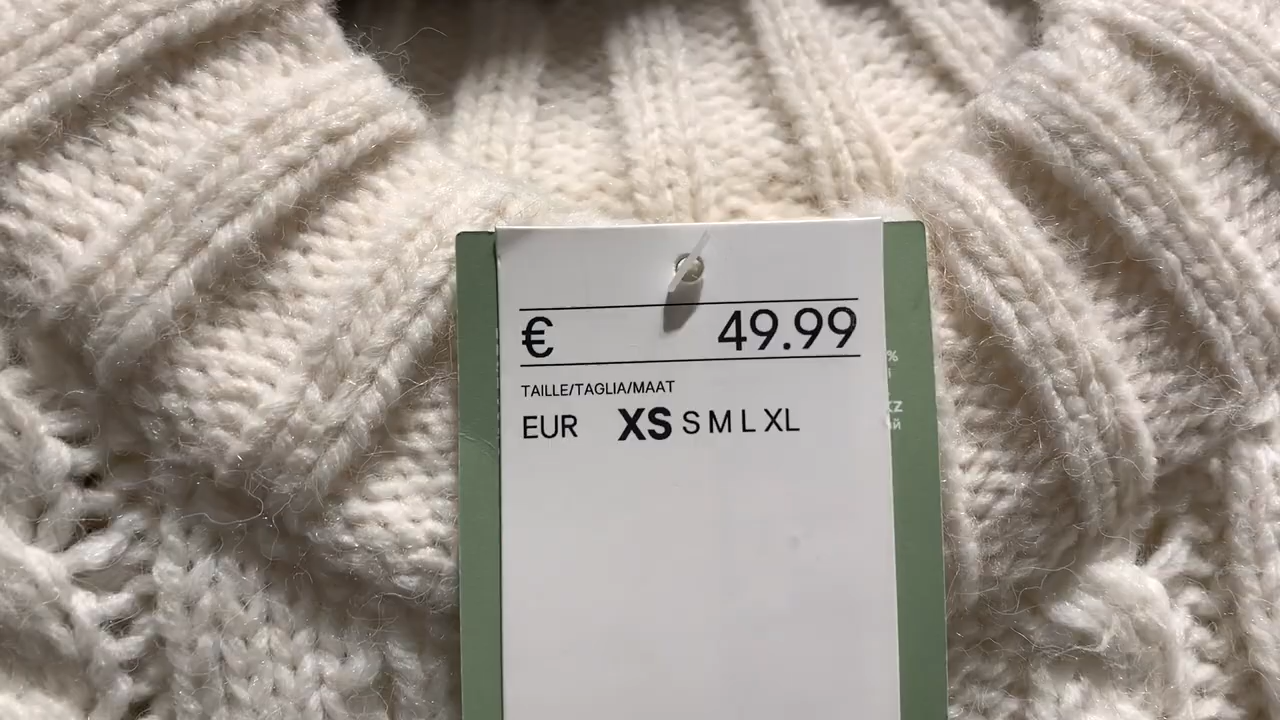 € 49.99
TAILLE/TAGLIA/MAAT
EUR XS S M L XL
%